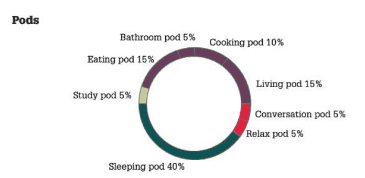 Pods
Bathroom pod 5%
Cooking pod 10%
Eating pod 15%
Living pod 15%
Study pod 5%
Conversation pod 5%
Relax pod 5%
Sleeping pod 40%